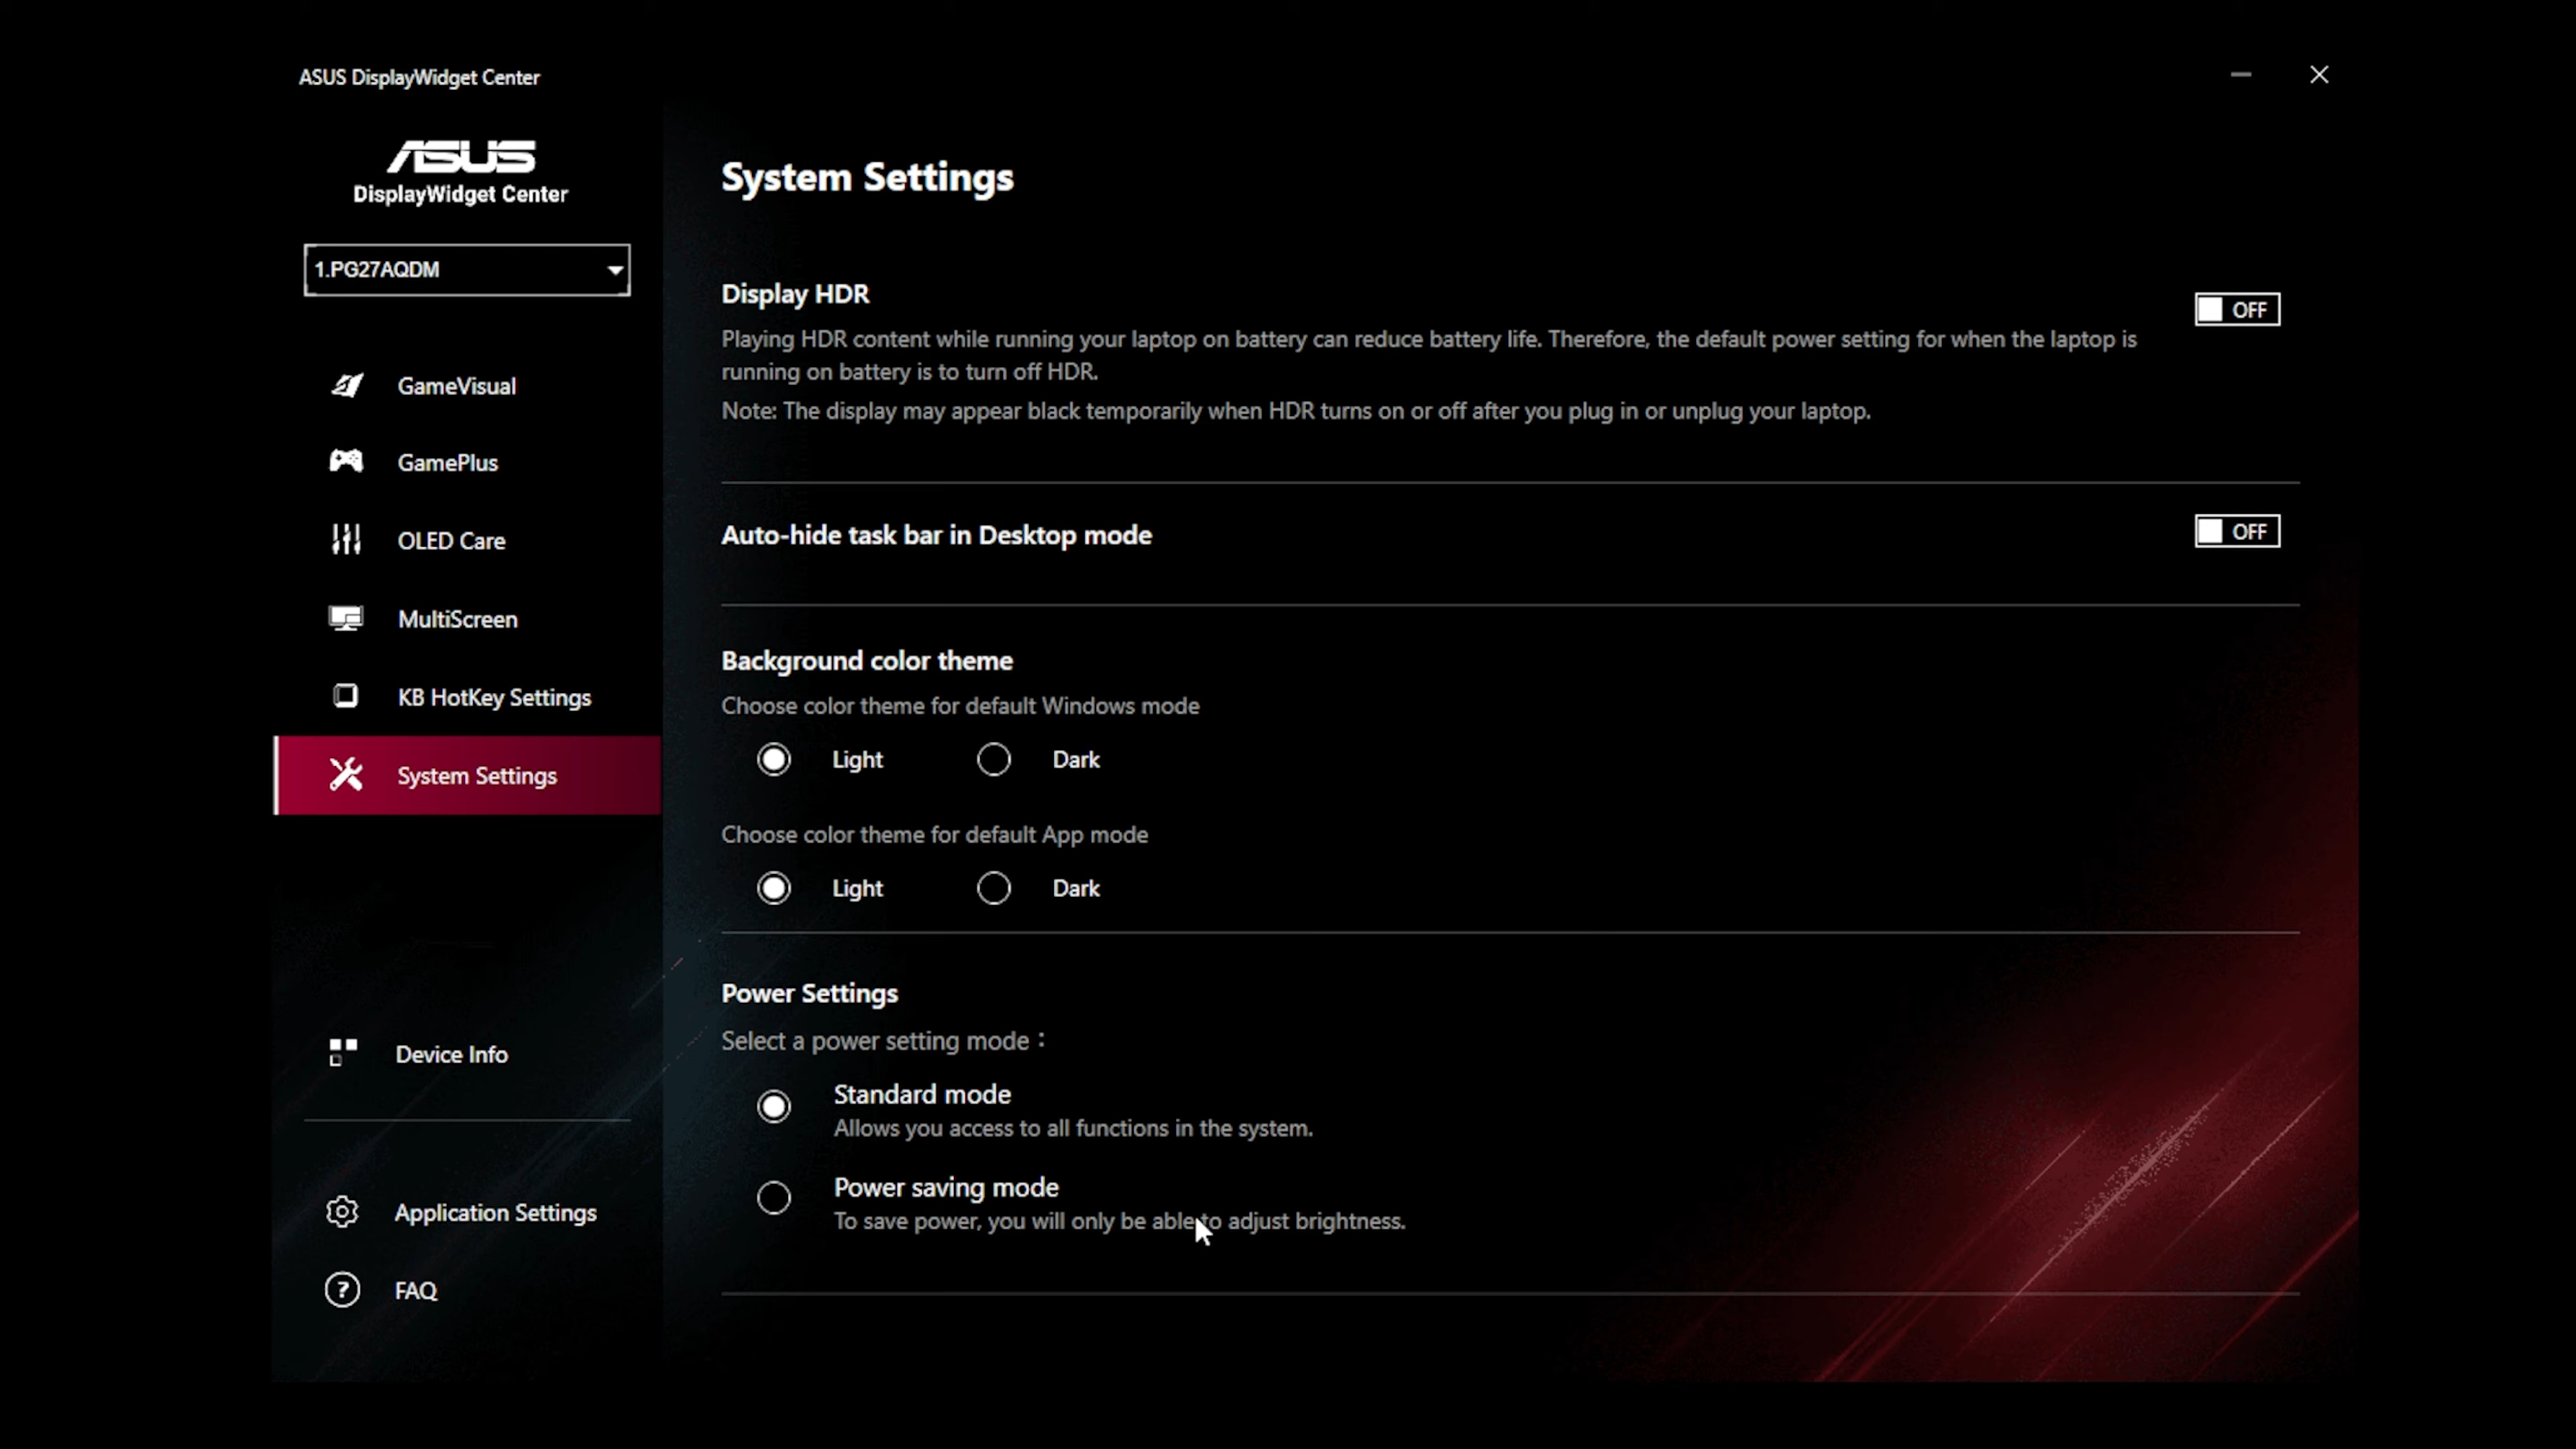 ASUS DisplayWidget Center
ASUS
DisplayWidget Center
1.PG27AQDM
GameVisual
GamePlus
OLED Care
MultiScreen
KB HotKey Settings
System Settings
Device Info
Application Settings
? FAQ
System Settings
Display HDR
OFF
Playing HDR content while running your laptop on battery can reduce battery life. Therefore, the default power setting for when the laptop is
running on battery is to turn off HDR.
Note: The display may appear black temporarily when HDR turns on or off after you plug in or unplug your laptop.
Auto-hide task bar in Desktop mode
OFF
Background color theme
Choose color theme for default Windows mode
Light Dark
Choose color theme for default App mode
Light Dark
Power Settings
Select a power setting mode :
Standard mode
Allows you access to all functions in the system.
Power saving mode
To save power, you will only be able to adjust brightness.